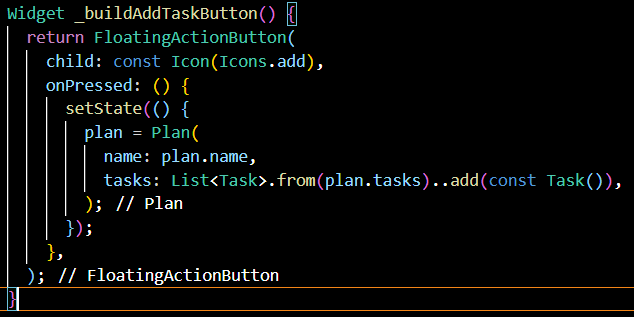 Widget _buildAddTaskButton() {
  return FloatingActionButton(
    child: const Icon(Icons.add),
    onPressed: () {
      setState(() {
        plan = Plan(
          name: plan.name,
          tasks: List<Task>.from(plan.tasks)..add(const Task()),
        ); // Plan
      });
    },
  ); // FloatingActionButton
}